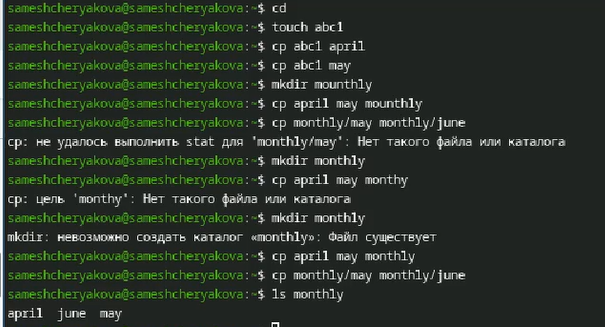 sameshcheryakova@sameshcheryakova:~$ cd
sameshcheryakova@sameshcheryakova:~$ touch abc1
sameshcheryakova@sameshcheryakova:~$ cp abc1 april
sameshcheryakova@sameshcheryakova:~$ cp abc1 may
sameshcheryakova@sameshcheryakova:~$ mkdir mounthly
sameshcheryakova@sameshcheryakova:~$ cp april may mounthly
sameshcheryakova@sameshcheryakova:~$ cp monthly/may monthly/june
cp: не удалось выполнить stat для 'monthly/may': Нет такого файла или каталога
sameshcheryakova@sameshcheryakova:~$ mkdir monthly
sameshcheryakova@sameshcheryakova:~$ cp april may monthy
cp: цель 'monthy': Нет такого файла или каталога
sameshcheryakova@sameshcheryakova:~$ mkdir monthly
mkdir: невозможно создать каталог «monthly»: Файл существует
sameshcheryakova@sameshcheryakova:~$ cp april may monthly
sameshcheryakova@sameshcheryakova:~$ cp monthly/may monthly/june
sameshcheryakova@sameshcheryakova:~$ ls monthly
april  june  may